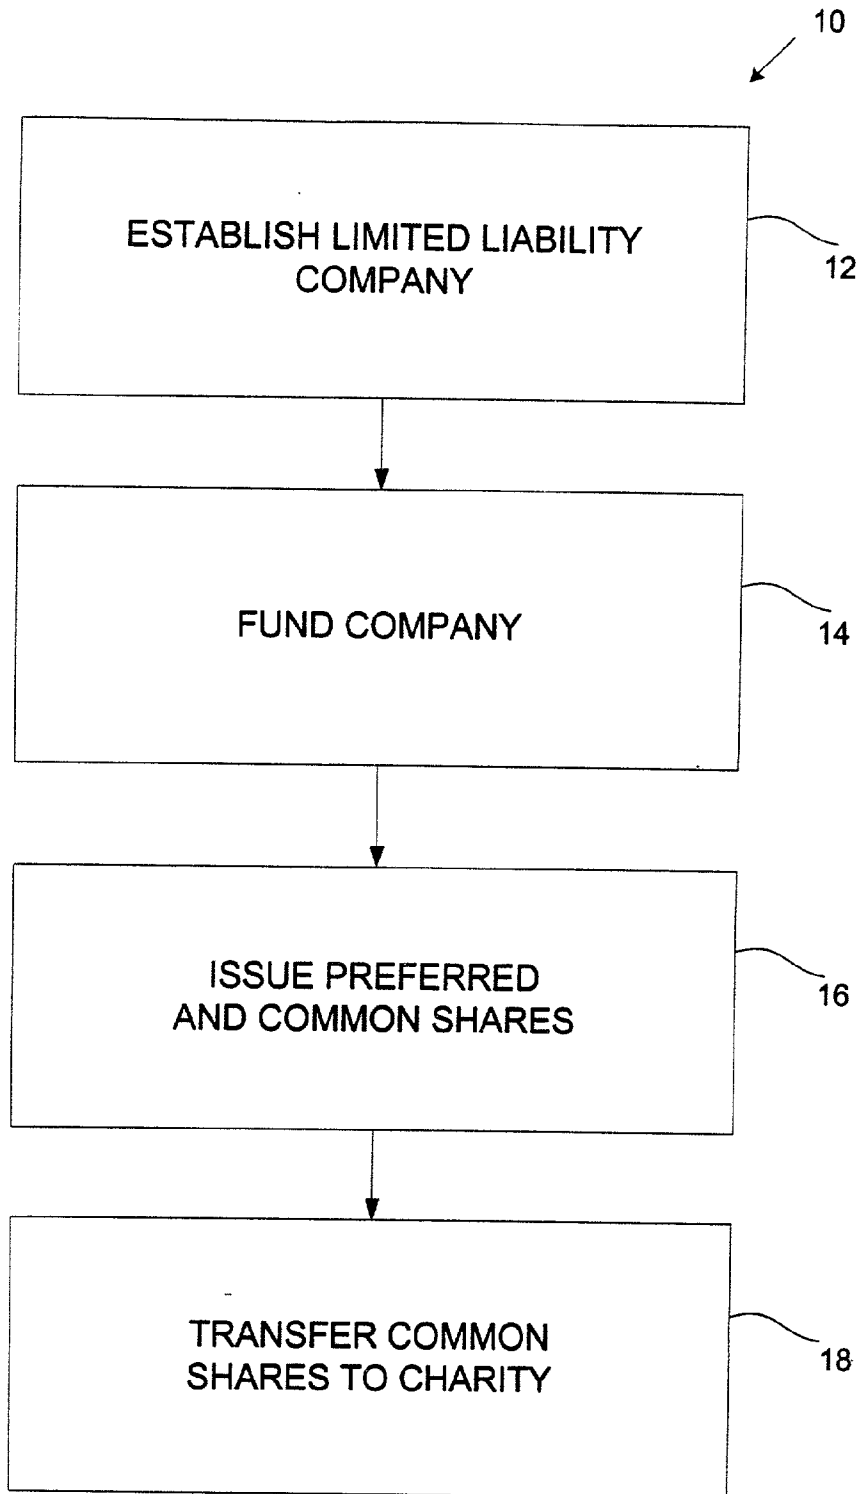 10
ESTABLISH LIMITED LIABILITY
COMPANY
12
FUND COMPANY
14
ISSUE PREFERRED
AND COMMON SHARES
16
TRANSFER COMMON
SHARES TO CHARITY
18